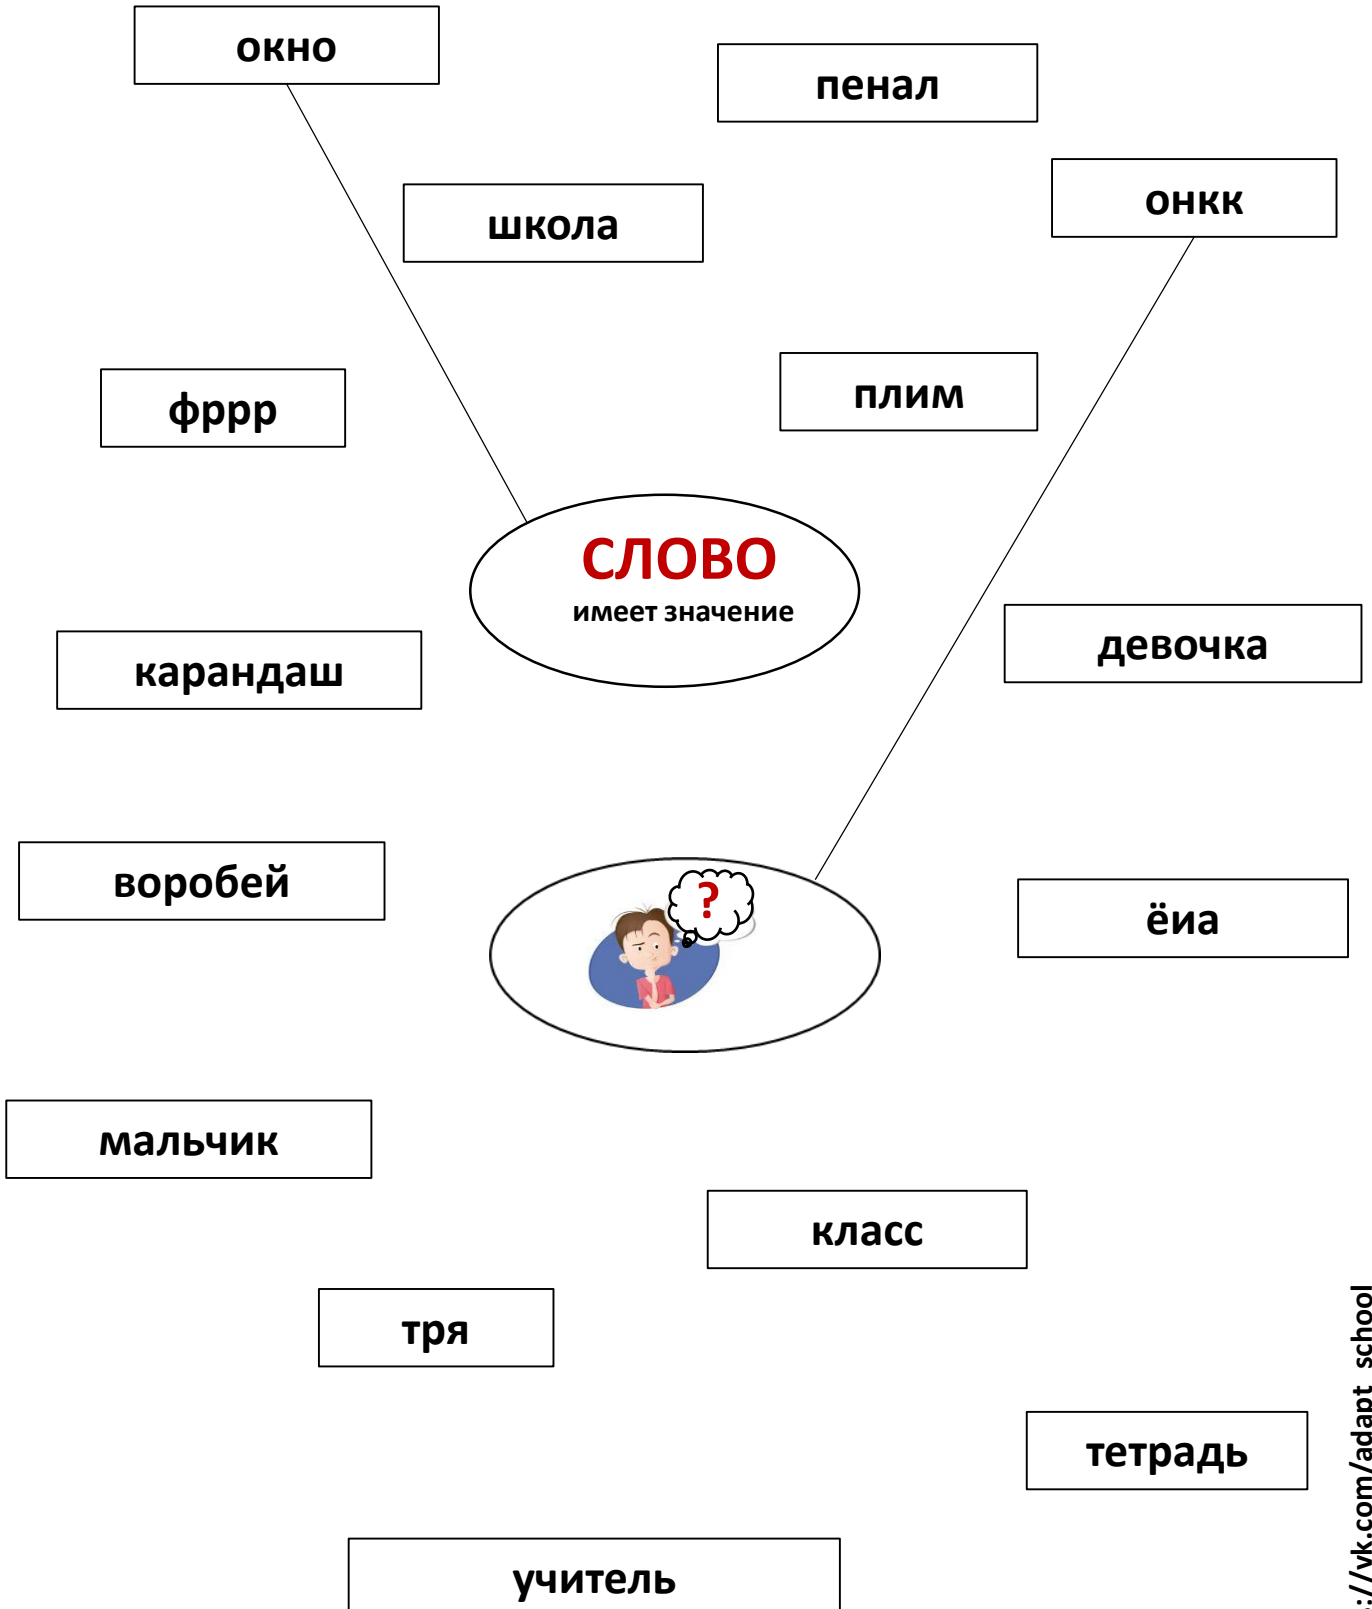 окно
пенал
онкк
школа
плим
фррр
СЛОВО
имеет значение
девочка
карандаш
воробей
?
ёиа
мальчик
класс
тря
тетрадь
учитель
://vk.com/adapt_school